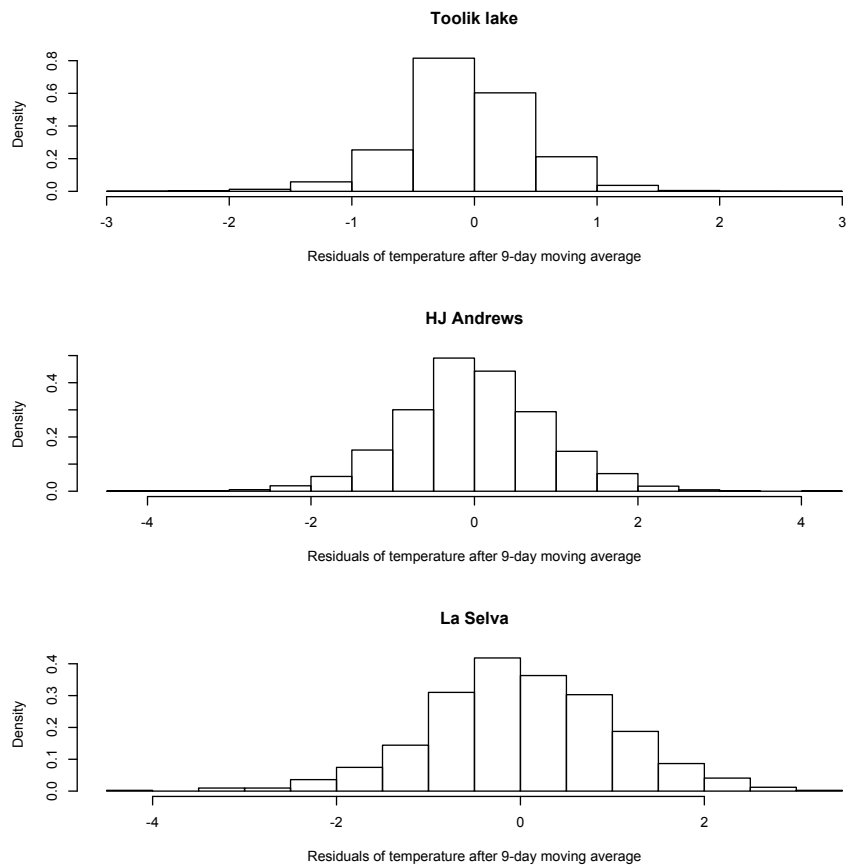 Toolik lake
Density
0.0 0.2 0.4 0.6 0.8
-3 -2 -1 0 1 2 3
Residuals of temperature after 9-day moving average
HJ Andrews
Density
0.0 0.2 0.4
-4 -2 0 2 4
Residuals of temperature after 9-day moving average
La Selva
Density
0.0 0.1 0.2 0.3 0.4
-4 -2 0 2
Residuals of temperature after 9-day moving average